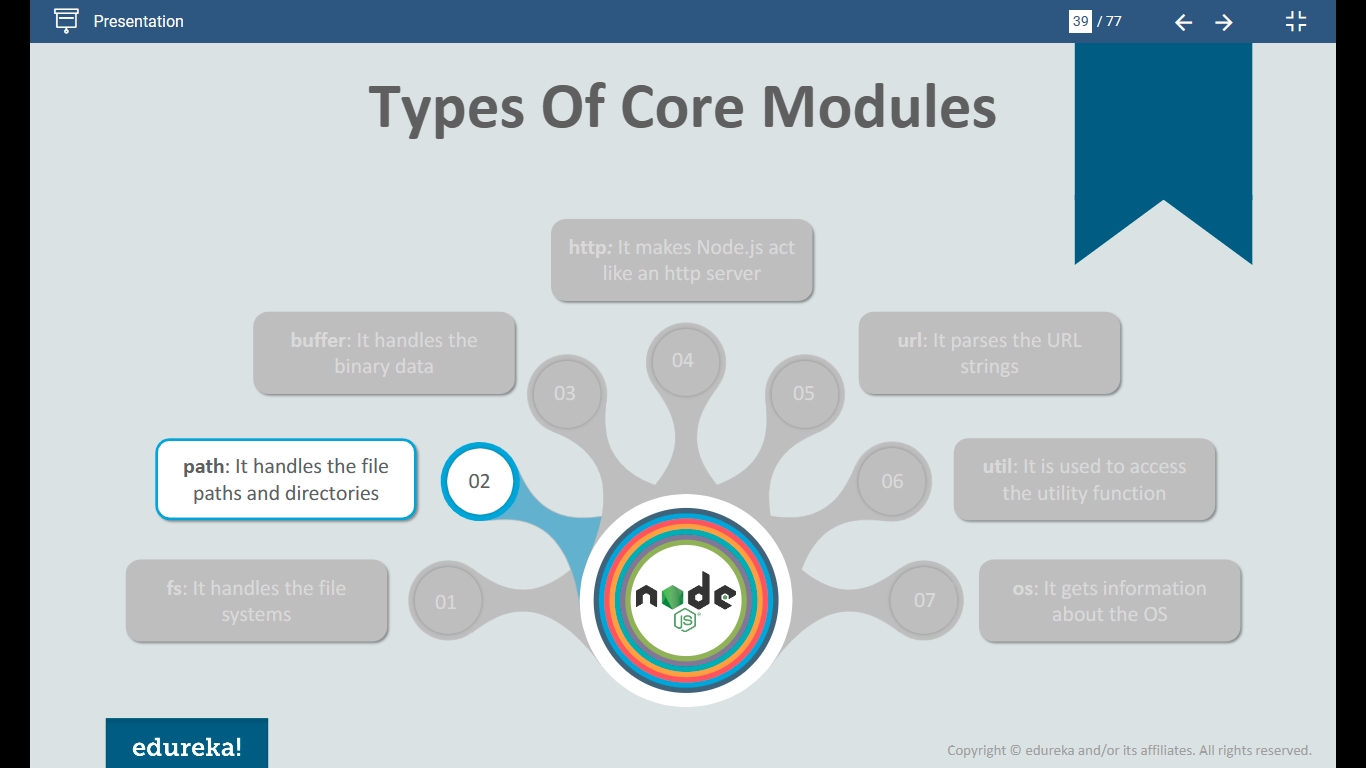 Presentation
39 / 77
Types Of Core Modules
http: It makes Node.js act
like an http server
buffer: It handles the
binary data
url: It parses the URL
strings
03
04
05
path: It handles the file
paths and directories
02
06
util: It is used to access
the utility function
fs: It handles the file
systems
01
node
JS
07
os: It gets information
about the OS
edureka!
Copyright © edureka and/or its affiliates. All rights reserved.